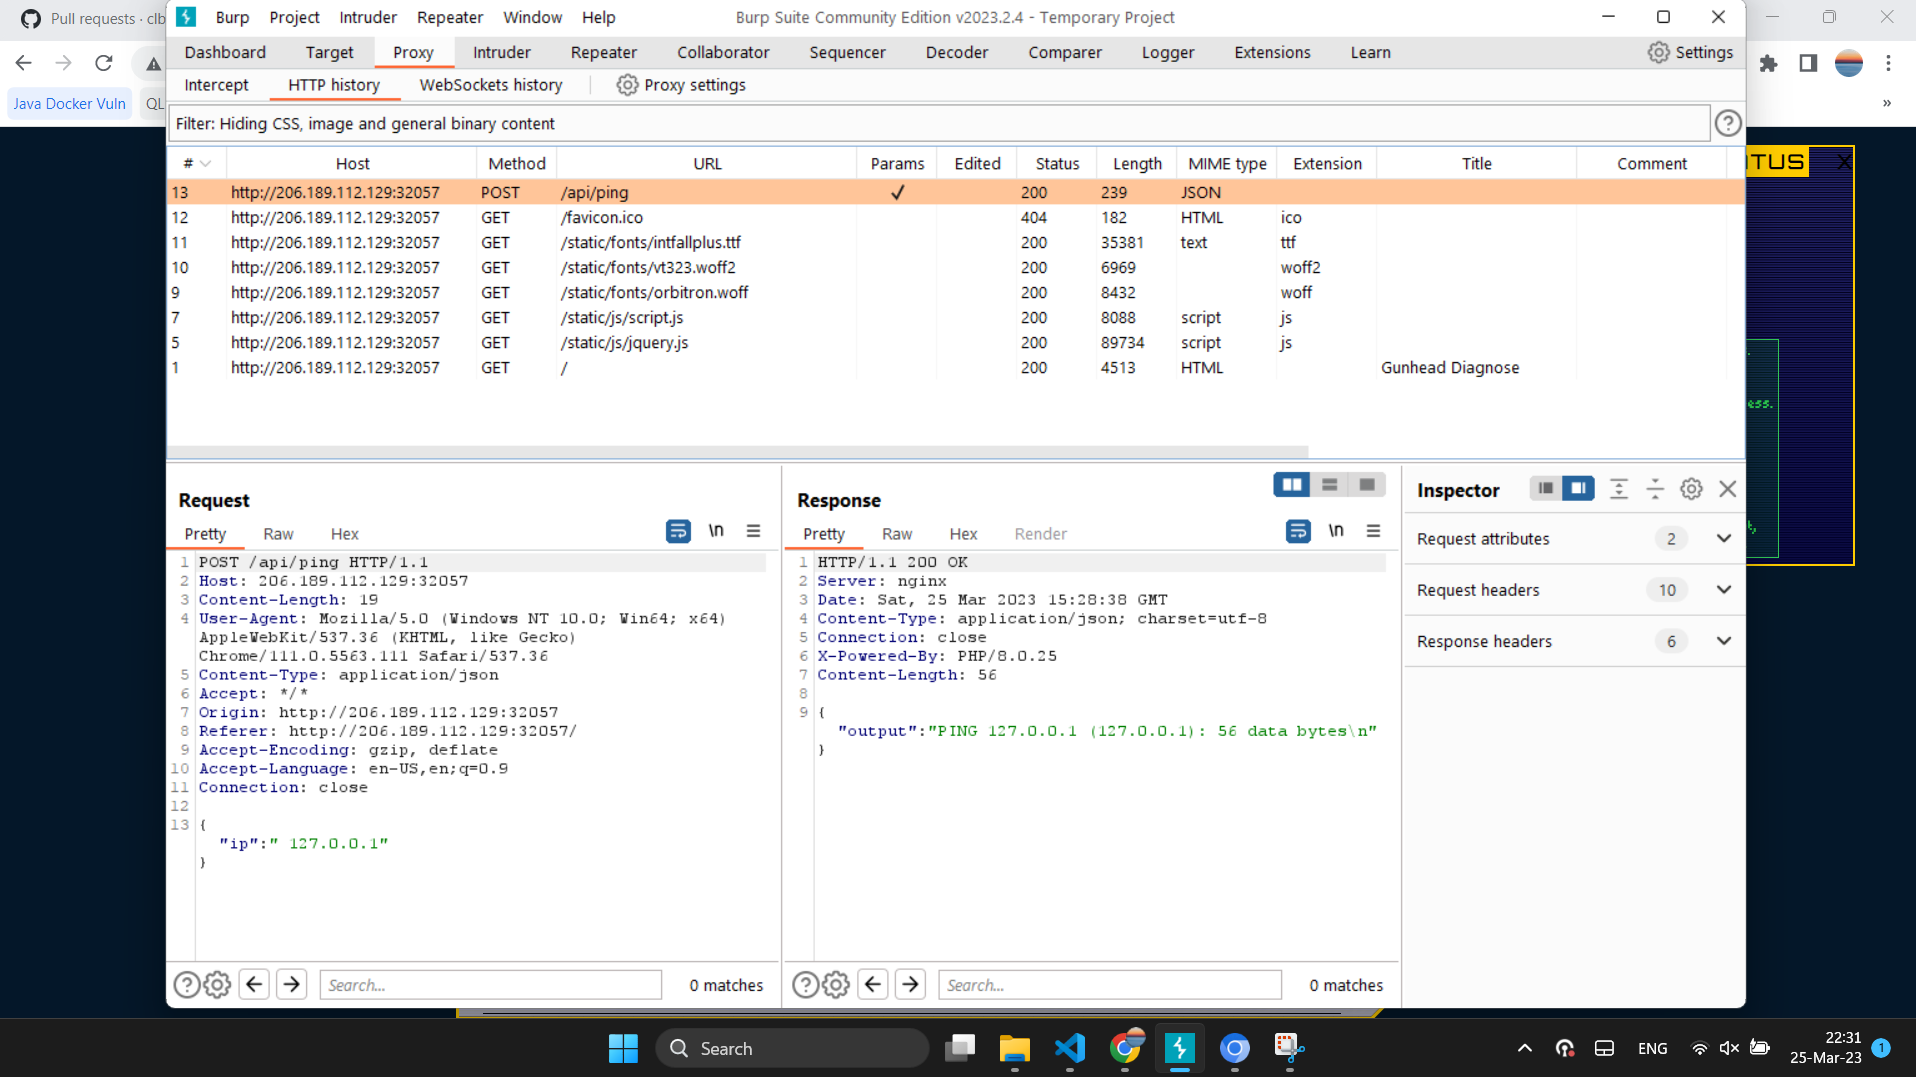 Pull requests · clb
Burp Project Intruder Repeater Window Help
Burp Suite Community Edition v2023.2.4 - Temporary Project
Dashboard Target Proxy Intruder Repeater Collaborator Sequencer Decoder Comparer Logger Extensions Learn Settings
Intercept HTTP history WebSockets history Proxy settings
Java Docker Vuln QL
»
Filter: Hiding CSS, image and general binary content
# Host Method URL Params Edited Status Length MIME type Extension Title Comment
13 http://206.189.112.129:32057 POST /api/ping ✓ 200 239 JSON
12 http://206.189.112.129:32057 GET /favicon.ico 404 182 HTML ico
11 http://206.189.112.129:32057 GET /static/fonts/intfallplus.ttf 200 35381 text ttf
10 http://206.189.112.129:32057 GET /static/fonts/vt323.woff2 200 6969 woff2
9 http://206.189.112.129:32057 GET /static/fonts/orbitron.woff 200 8432 woff
7 http://206.189.112.129:32057 GET /static/js/script.js 200 8088 script js
5 http://206.189.112.129:32057 GET /static/js/jquery.js 200 89734 script js
1 http://206.189.112.129:32057 GET / 200 4513 HTML Gunhead Diagnose
TUS X
ess.
Request
Pretty Raw Hex \n
1 POST /api/ping HTTP/1.1
2 Host: 206.189.112.129:32057
3 Content-Length: 19
4 User-Agent: Mozilla/5.0 (Windows NT 10.0; Win64; x64)
AppleWebKit/537.36 (KHTML, like Gecko)
Chrome/111.0.5563.111 Safari/537.36
5 Content-Type: application/json
6 Accept: */*
7 Origin: http://206.189.112.129:32057
8 Referer: http://206.189.112.129:32057/
9 Accept-Encoding: gzip, deflate
10 Accept-Language: en-US,en;q=0.9
11 Connection: close
12
13 {
"ip":" 127.0.0.1"
}
Search... 0 matches
Response
Pretty Raw Hex Render \n
1 HTTP/1.1 200 OK
2 Server: nginx
3 Date: Sat, 25 Mar 2023 15:28:38 GMT
4 Content-Type: application/json; charset=utf-8
5 Connection: close
6 X-Powered-By: PHP/8.0.25
7 Content-Length: 56
8
9 {
"output":"PING 127.0.0.1 (127.0.0.1): 56 data bytes\n"
}
Search... 0 matches
Inspector
Request attributes 2
Request headers 10
Response headers 6
Search
ENG
22:31
25-Mar-23
1